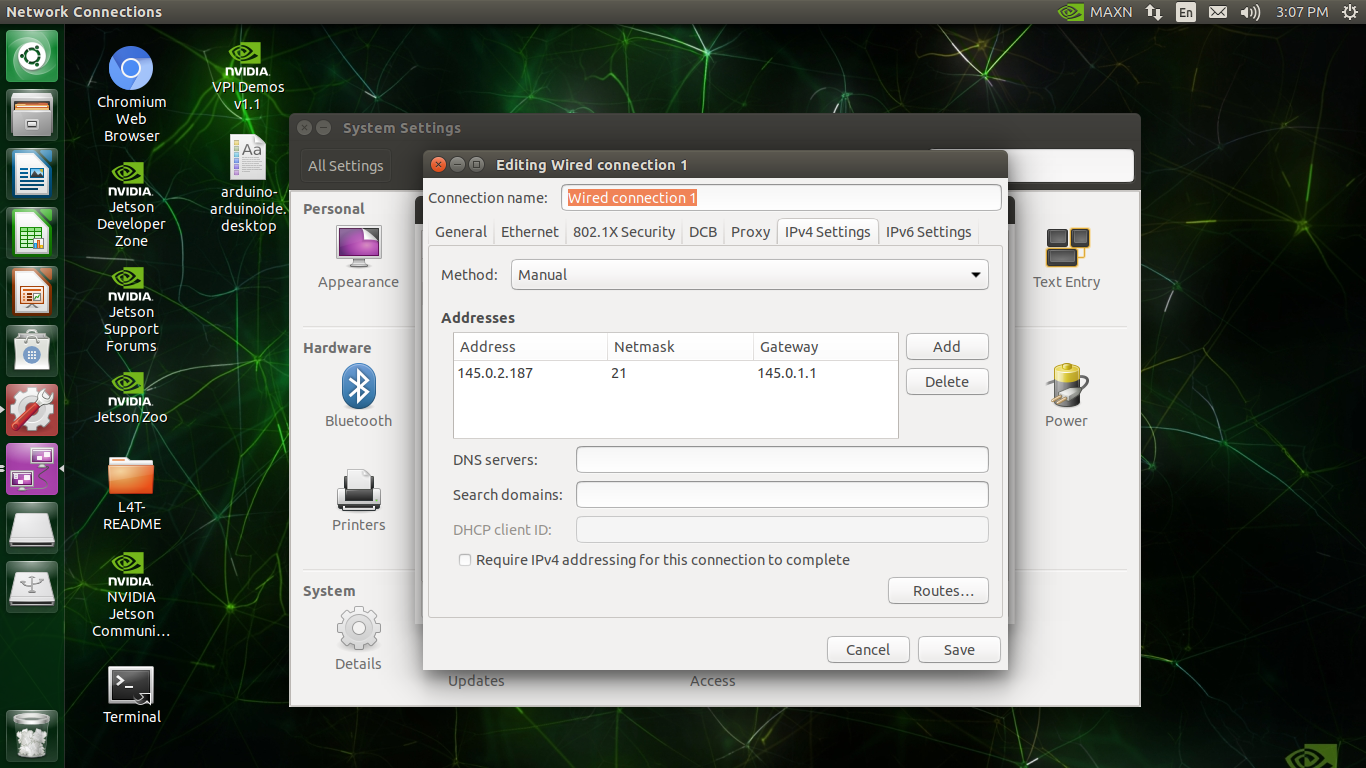 Network Connections
MAXN
En
3:07 PM
Chromium
Web
Browser
NVIDIA.
VPI Demos
v1.1
NVIDIA.
Jetson
Developer
Zone
Aa
arduino-
arduinoide.
desktop
NVIDIA.
Jetson
Support
Forums
NVIDIA.
Jetson Zoo
L4T-
README
NVIDIA.
NVIDIA
Jetson
Communi...
Terminal
System Settings
All Settings
Personal
Appearance
Text Entry
Hardware
Bluetooth
Power
Printers
System
Details
Updates
Access
Editing Wired connection 1
Connection name: Wired connection 1
General Ethernet 802.1X Security DCB Proxy IPv4 Settings IPv6 Settings
Method: Manual
Addresses
Address Netmask Gateway
145.0.2.187 21 145.0.1.1
Add
Delete
DNS servers:
Search domains:
DHCP client ID:
Require IPv4 addressing for this connection to complete
Routes...
Cancel Save